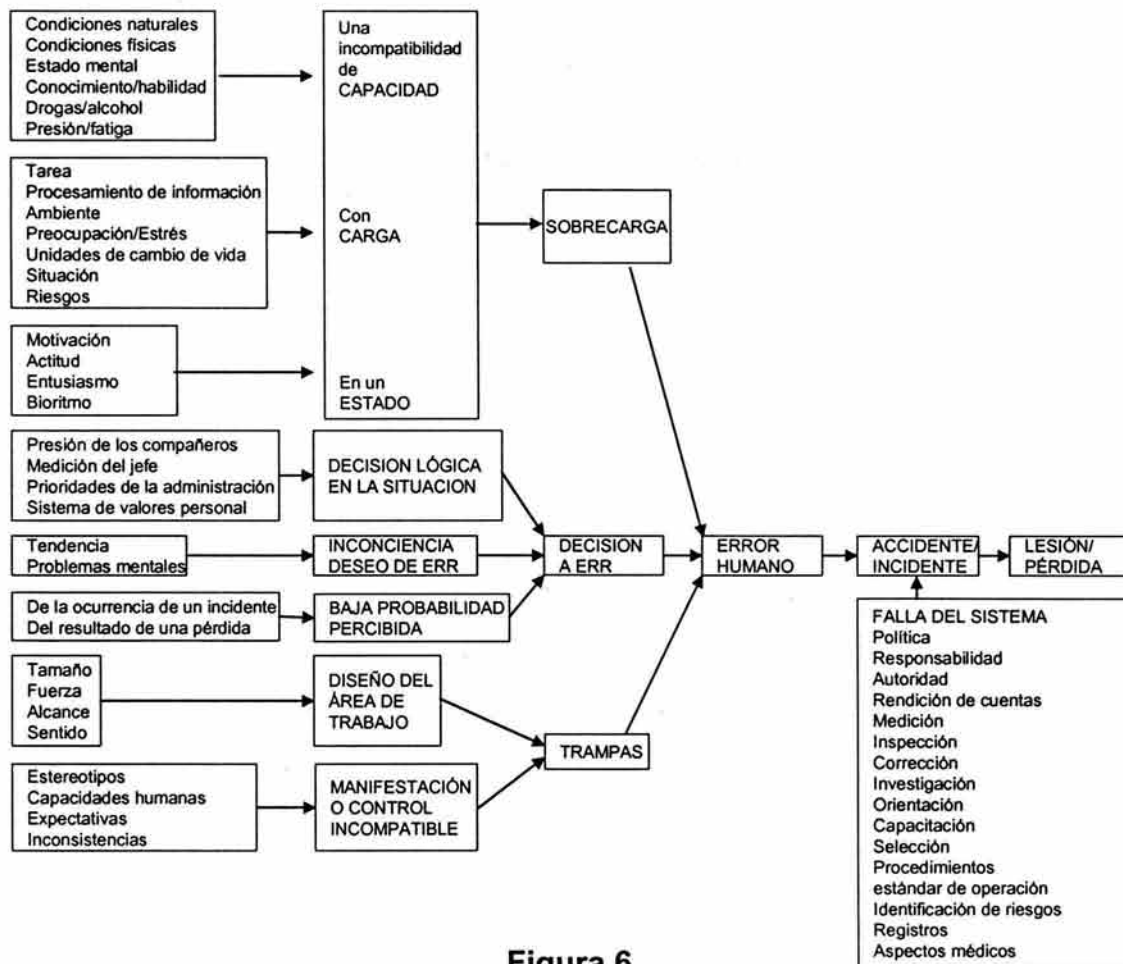 Condiciones naturales
Condiciones físicas
Estado mental
Conocimiento/habilidad
Drogas/alcohol
Presión/fatiga
Una
incompatibilidad
de
CAPACIDAD
Tarea
Procesamiento de información
Ambiente
Preocupación/Estrés
Unidades de cambio de vida
Situación
Riesgos
Con
CARGA
SOBRECARGA
Motivación
Actitud
Entusiasmo
Bioritmo
En un
ESTADO
Presión de los compañeros
Medición del jefe
Prioridades de la administración
Sistema de valores personal
DECISION LÓGICA
EN LA SITUACION
Tendencia
Problemas mentales
INCONCIENCIA
DESEO DE ERR
DECISION
A ERR
ERROR
HUMANO
ACCIDENTE/
INCIDENTE
LESIÓN/
PÉRDIDA
De la ocurrencia de un incidente
Del resultado de una pérdida
BAJA PROBABILIDAD
PERCIBIDA
Tamaño
Fuerza
Alcance
Sentido
DISEÑO DEL
ÁREA DE
TRABAJO
TRAMPAS
Estereotipos
Capacidades humanas
Expectativas
Inconsistencias
MANIFESTACIÓN
O CONTROL
INCOMPATIBLE
FALLA DEL SISTEMA
Política
Responsabilidad
Autoridad
Rendición de cuentas
Medición
Inspección
Corrección
Investigación
Orientación
Capacitación
Selección
Procedimientos
estándar de operación
Identificación de riesgos
Registros
Aspectos médicos
Figura 6